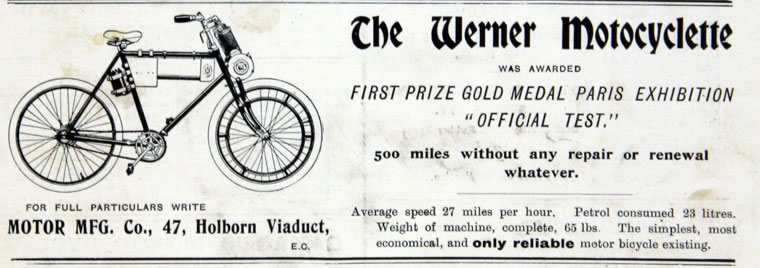 The Werner Motocyclette
WAS AWARDED
FIRST PRIZE GOLD MEDAL PARIS EXHIBITION
"OFFICIAL TEST."
500 miles without any repair or renewal
whatever.
Average speed 27 miles per hour. Petrol consumed 23 litres.
Weight of machine, complete, 65 lbs. The simplest, most
economical, and only reliable motor bicycle existing.
FOR FULL PARTICULARS WRITE
MOTOR MFG. Co., 47, Holborn Viaduct,
E.C.